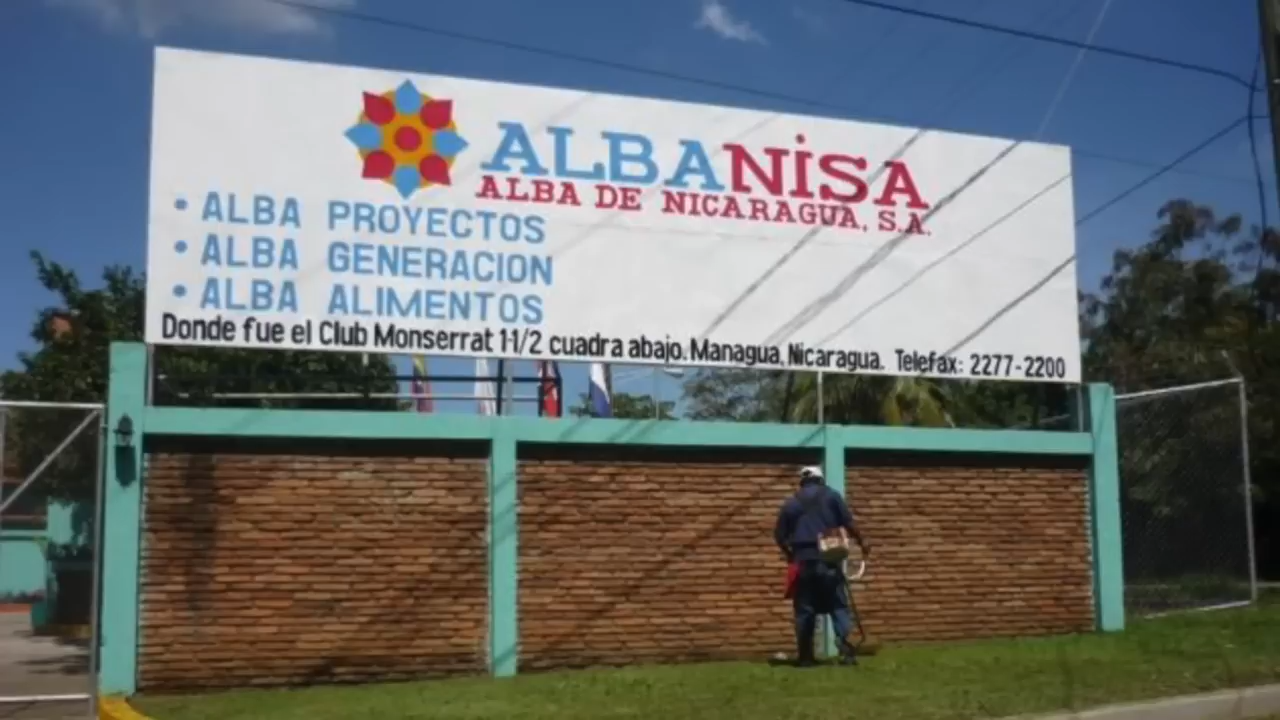 ALBANiSA
ALBA DE NICARAGUA, S.A.
• ALBA PROYECTOS
• ALBA GENERACION
• ALBA ALIMENTOS
Donde fue el Club Monserrat 1-1/2 cuadra abajo. Managua, Nicaragua. Telefax: 2277-2200